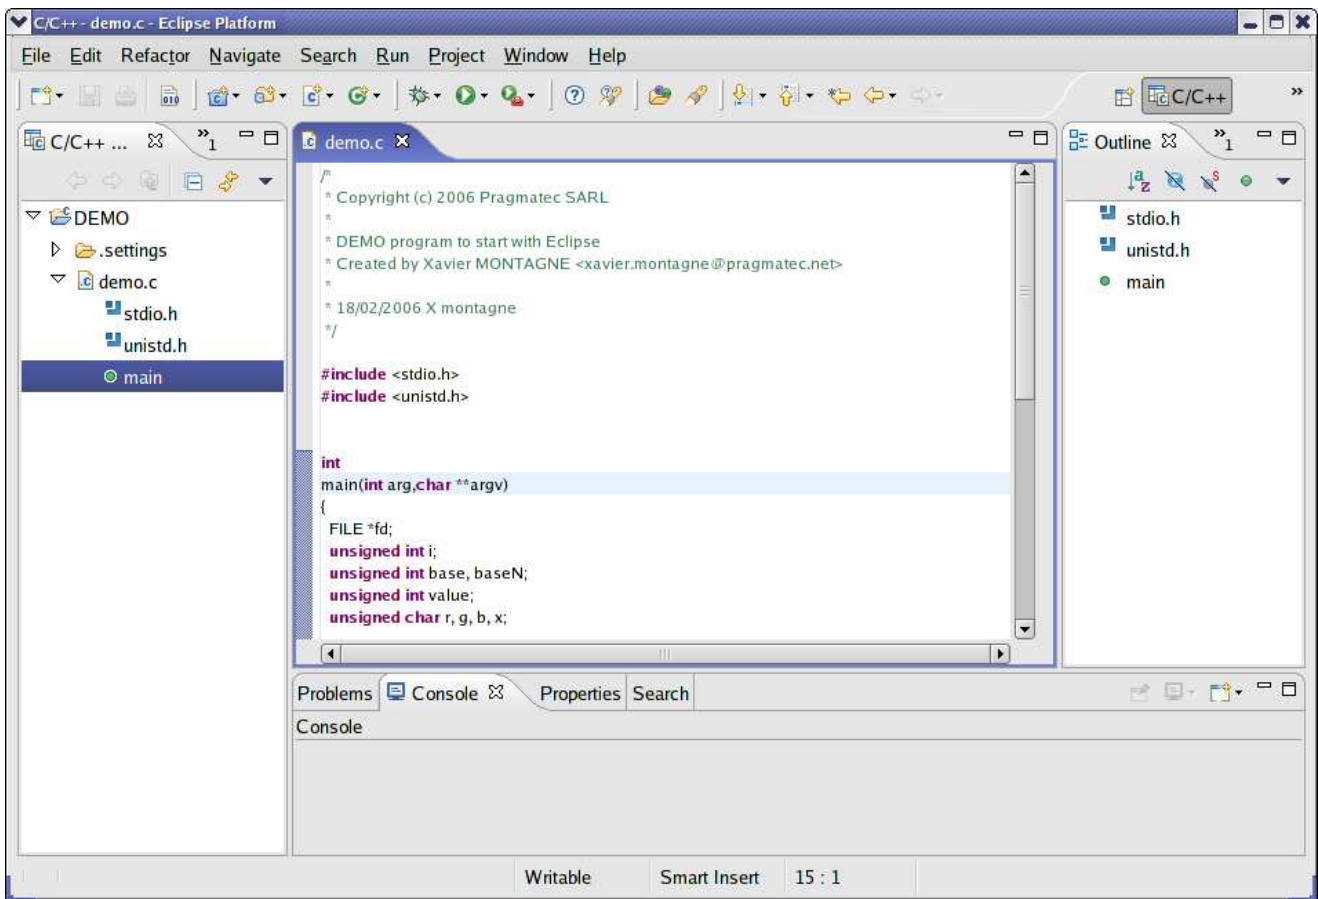 C/C++ - demo.c - Eclipse Platform
File Edit Refactor Navigate Search Run Project Window Help
C/C++
»
C/C++ ...
»1
demo.c
Outline
»1
DEMO
.settings
demo.c
stdio.h
unistd.h
main
/*
* Copyright (c) 2006 Pragmatec SARL
*
* DEMO program to start with Eclipse
* Created by Xavier MONTAGNE <xavier.montagne@pragmatec.net>
*
* 18/02/2006 X montagne
*/
#include <stdio.h>
#include <unistd.h>
int
main(int arg,char **argv)
{
FILE *fd;
unsigned int i;
unsigned int base, baseN;
unsigned int value;
unsigned char r, g, b, x;
stdio.h
unistd.h
main
Problems Console Properties Search
Console
Writable Smart Insert 15 : 1